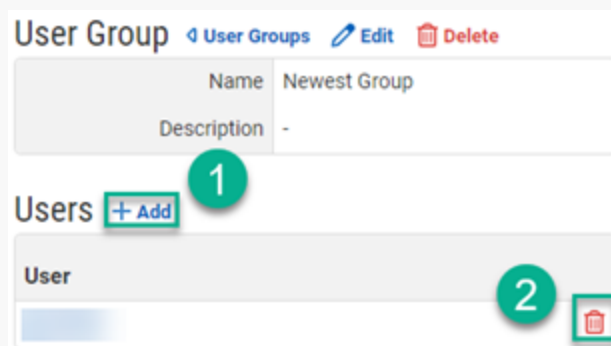 User Group User Groups Edit Delete
Name Newest Group
Description -
1
Users + Add
User
2